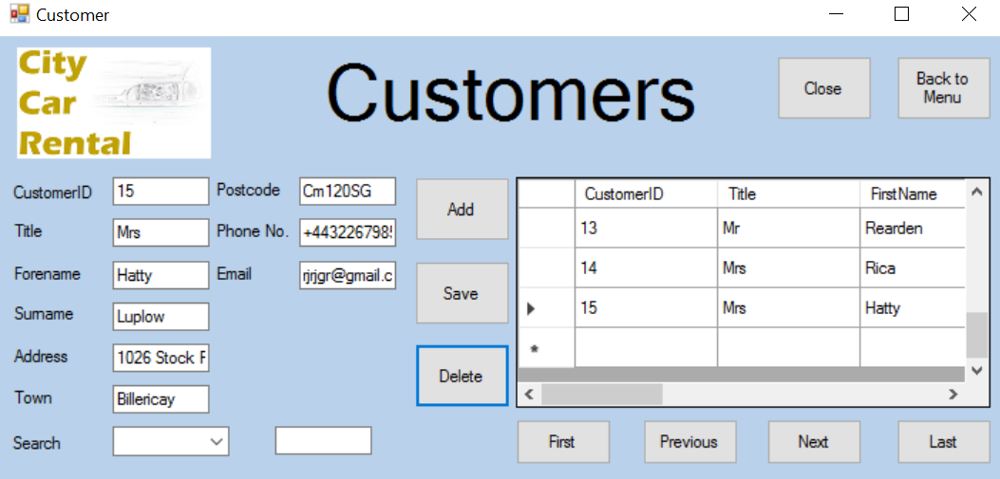 Customer
City
Car
Rental
Customers
Close
Back to
Menu
CustomerID 15 Postcode Cm120SG
Title Mrs Phone No. +443226798
Forename Hatty Email rjrjgr@gmail.c
Surname Luplow
Address 1026 Stock F
Town Billericay
Search
Add
Save
Delete
CustomerID Title FirstName
13 Mr Rearden
14 Mrs Rica
15 Mrs Hatty
*
First Previous Next Last